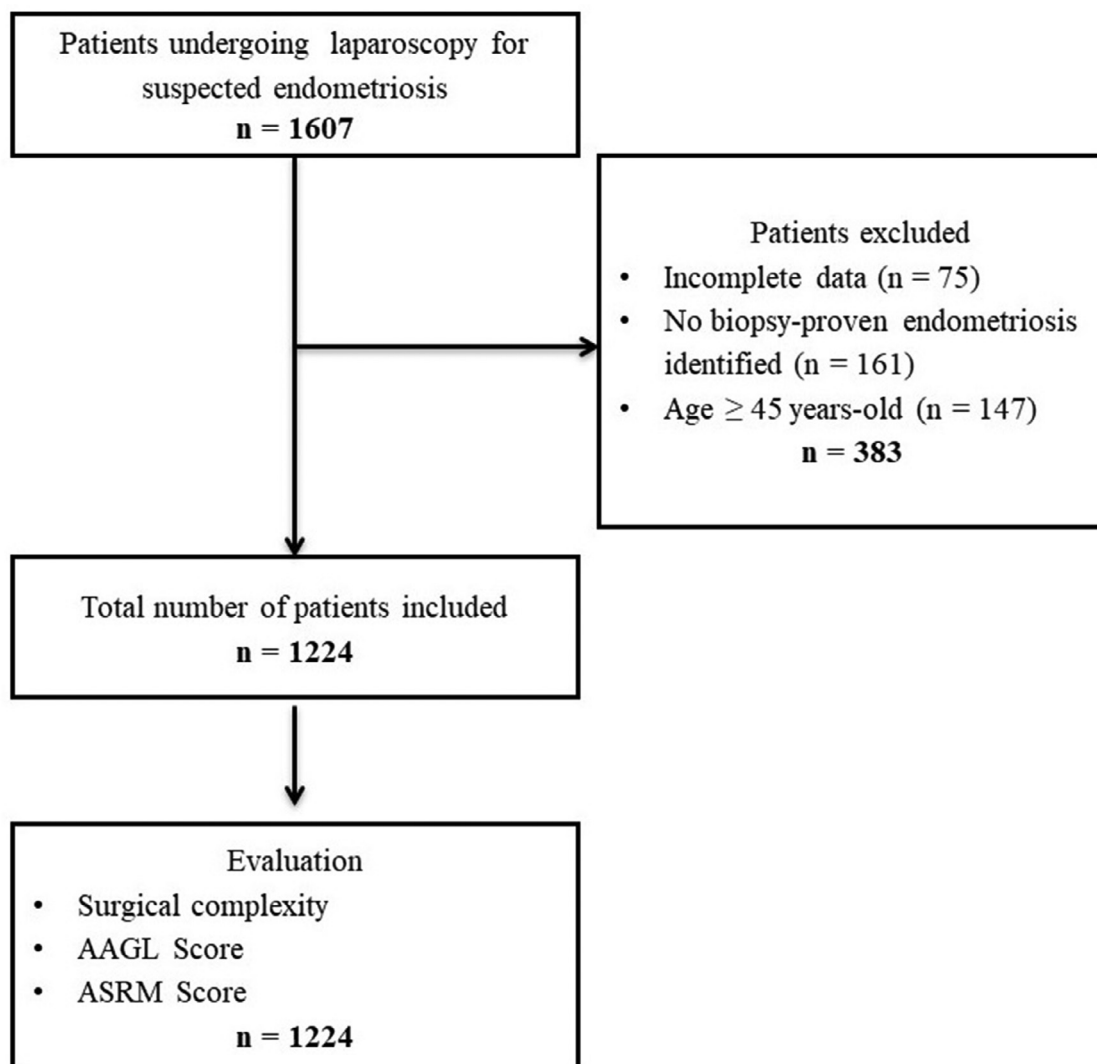 Patients undergoing laparoscopy for
suspected endometriosis
n = 1607
Patients excluded
• Incomplete data (n = 75)
• No biopsy-proven endometriosis
identified (n = 161)
• Age ≥ 45 years-old (n = 147)
n = 383
Total number of patients included
n = 1224
Evaluation
• Surgical complexity
• AAGL Score
• ASRM Score
n = 1224